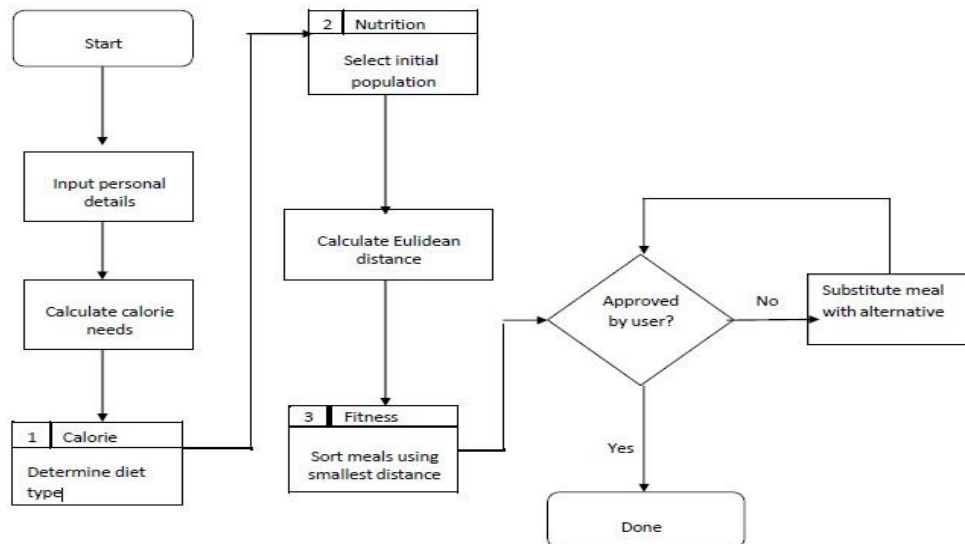 Start
Input personal
details
Calculate calorie
needs
1 Calorie
Determine diet
type
2 Nutrition
Select initial
population
Calculate Eulidean
distance
3 Fitness
Sort meals using
smallest distance
Approved
by user?
No
Substitute meal
with alternative
Yes
Done